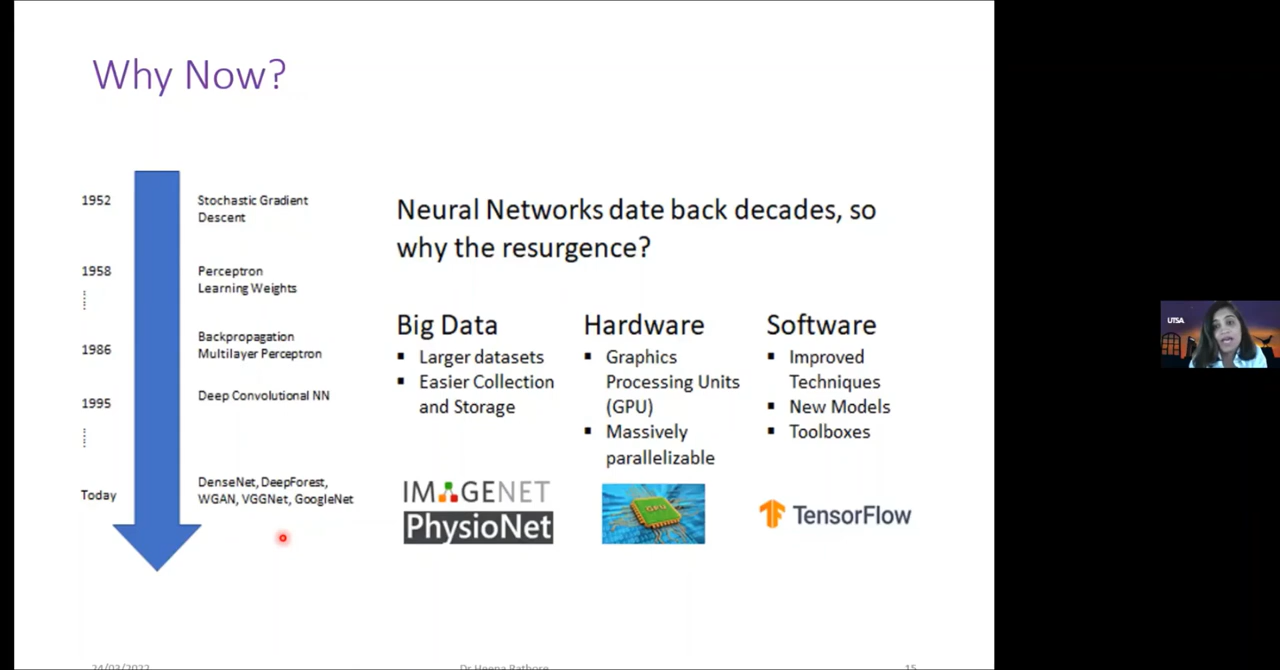 Why Now?
1952
Stochastic Gradient
Descent
1958
Perceptron
Learning Weights
1986
Backpropagation
Multilayer Perceptron
1995
Deep Convolutional NN
Today
DenseNet, DeepForest,
WGAN, VGGNet, GoogleNet
Neural Networks date back decades, so
why the resurgence?
Big Data
▪ Larger datasets
▪ Easier Collection
and Storage
IMAGENET
PhysioNet
Hardware
▪ Graphics
Processing Units
(GPU)
▪ Massively
parallelizable
GPU
Software
▪ Improved
Techniques
▪ New Models
▪ Toolboxes
TensorFlow
UTSA
24/03/2022
Dr Heena Rathore
15